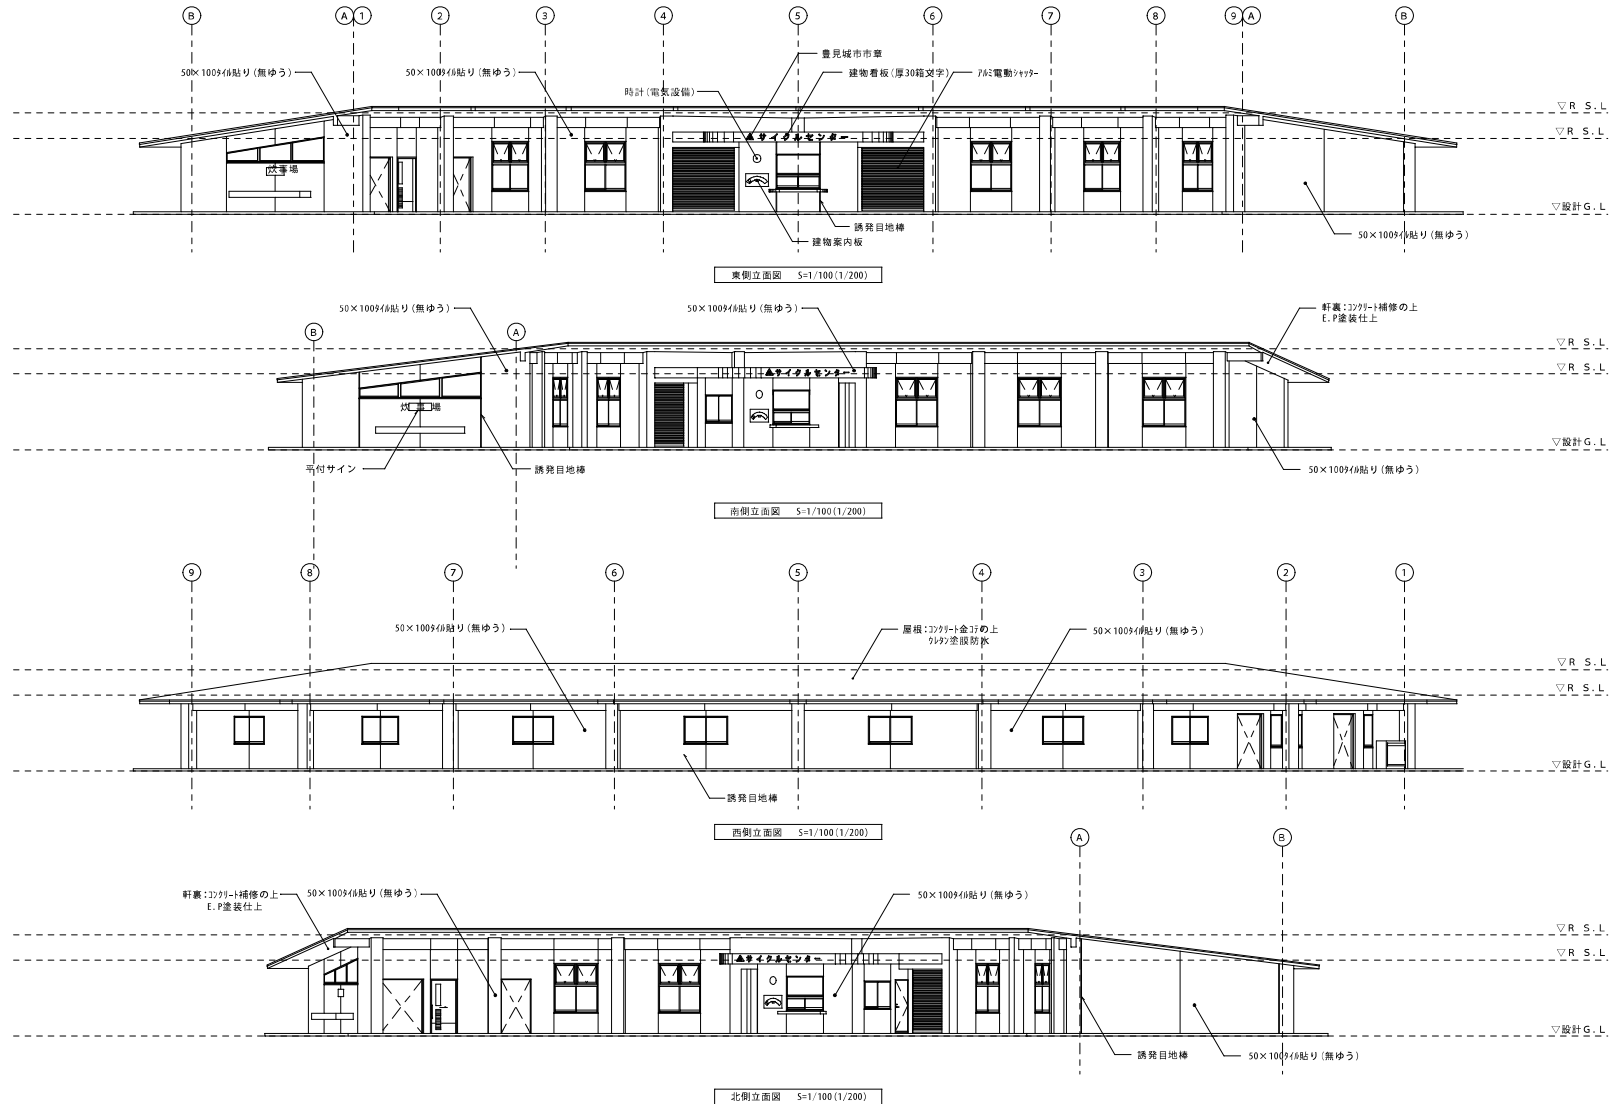 B A 1 2 3 4 5 6 7 8 9 A B
豊見城市市章
50×100ﾀｲﾙ貼り(無ゆう) 50×100ﾀｲﾙ貼り(無ゆう) 建物看板(厚30箱文字) ｱﾙﾐ電動ｼｬｯﾀｰ
時計(電気設備)
▽R S.L
▽R S.L
サイクルセンター
炊事場
▽設計G.L
誘発目地棒
50×100ﾀｲﾙ貼り(無ゆう)
建物案内板
東側立面図 S=1/100(1/200)
50×100ﾀｲﾙ貼り(無ゆう) 50×100ﾀｲﾙ貼り(無ゆう) 軒裏:ｺﾝｸﾘｰﾄ補修の上
E.P塗装仕上
B A
▽R S.L
▽R S.L
サイクルセンター
炊事場
▽設計G.L
平付サイン 誘発目地棒 50×100ﾀｲﾙ貼り(無ゆう)
南側立面図 S=1/100(1/200)
9 8 7 6 5 4 3 2 1
50×100ﾀｲﾙ貼り(無ゆう) 屋根:ｺﾝｸﾘｰﾄ金ｺﾃの上 50×100ﾀｲﾙ貼り(無ゆう)
ｳﾚﾀﾝ塗膜防水
▽R S.L
▽R S.L
▽設計G.L
誘発目地棒
西側立面図 S=1/100(1/200)
A B
軒裏:ｺﾝｸﾘｰﾄ補修の上 50×100ﾀｲﾙ貼り(無ゆう) 50×100ﾀｲﾙ貼り(無ゆう)
E.P塗装仕上
▽R S.L
▽R S.L
サイクルセンター
▽設計G.L
誘発目地棒 50×100ﾀｲﾙ貼り(無ゆう)
北側立面図 S=1/100(1/200)